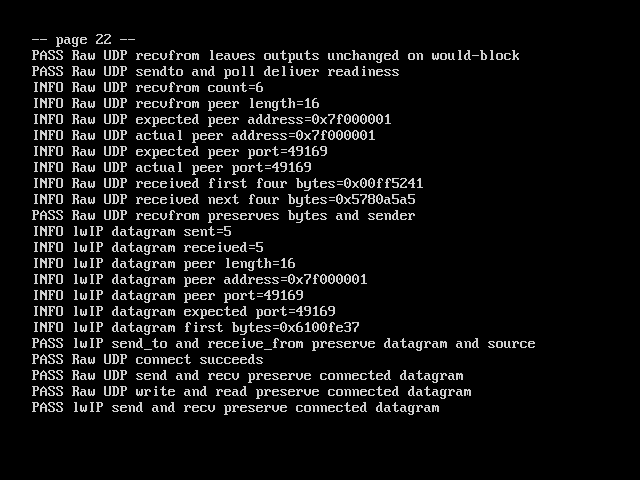 -- page 22 --
PASS Raw UDP recvfrom leaves outputs unchanged on would-block
PASS Raw UDP sendto and poll deliver readiness
INFO Raw UDP recvfrom count=6
INFO Raw UDP recvfrom peer length=16
INFO Raw UDP expected peer address=0x7f000001
INFO Raw UDP actual peer address=0x7f000001
INFO Raw UDP expected peer port=49169
INFO Raw UDP actual peer port=49169
INFO Raw UDP received first four bytes=0x00ff5241
INFO Raw UDP received next four bytes=0x5780a5a5
PASS Raw UDP recvfrom preserves bytes and sender
INFO lwIP datagram sent=5
INFO lwIP datagram received=5
INFO lwIP datagram peer length=16
INFO lwIP datagram peer address=0x7f000001
INFO lwIP datagram peer port=49169
INFO lwIP datagram expected port=49169
INFO lwIP datagram first bytes=0x6100fe37
PASS lwIP send_to and receive_from preserve datagram and source
PASS Raw UDP connect succeeds
PASS Raw UDP send and recv preserve connected datagram
PASS Raw UDP write and read preserve connected datagram
PASS lwIP send and recv preserve connected datagram